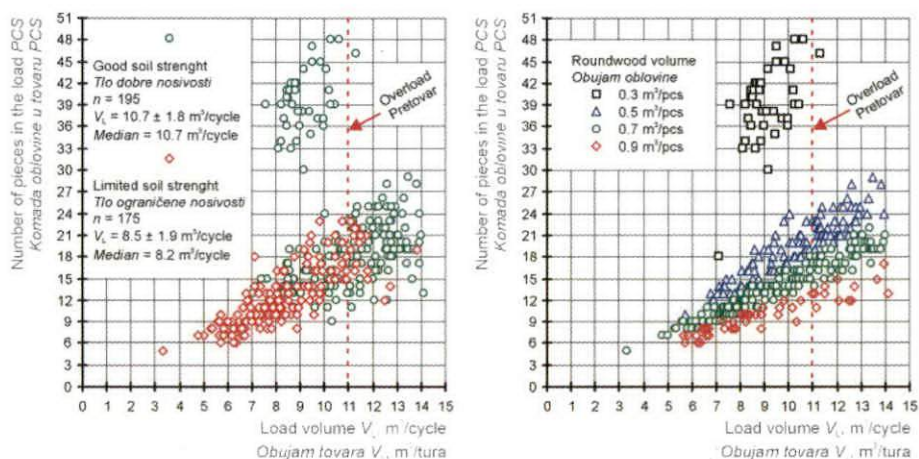 Number of pieces in the load PCS
Komada oblovine u tovaru PCS
51
48
45
42
39
36
33
30
27
24
21
18
15
12
9
6
3
0
Good soil strenght
Tlo dobre nosivosti
n = 195
V_L = 10.7 ± 1.8 m³/cycle
Median = 10.7 m³/cycle
Limited soil strenght
Tlo ograničene nosivosti
n = 175
V_L = 8.5 ± 1.9 m³/cycle
Median = 8.2 m³/cycle
Overload
Pretovar
0 1 2 3 4 5 6 7 8 9 10 11 12 13 14 15
Load volume V, m³/cycle
Obujam tovara V, m³/tura
Number of pieces in the load PCS
Komada oblovine u tovaru PCS
51
48
45
42
39
36
33
30
27
24
21
18
15
12
9
6
3
0
Roundwood volume
Obujam oblovine
0.3 m³/pcs
0.5 m³/pcs
0.7 m³/pcs
0.9 m³/pcs
Overload
Pretovar
0 1 2 3 4 5 6 7 8 9 10 11 12 13 14 15
Load volume V_L, m³/cycle
Obujam tovara V, m³/tura